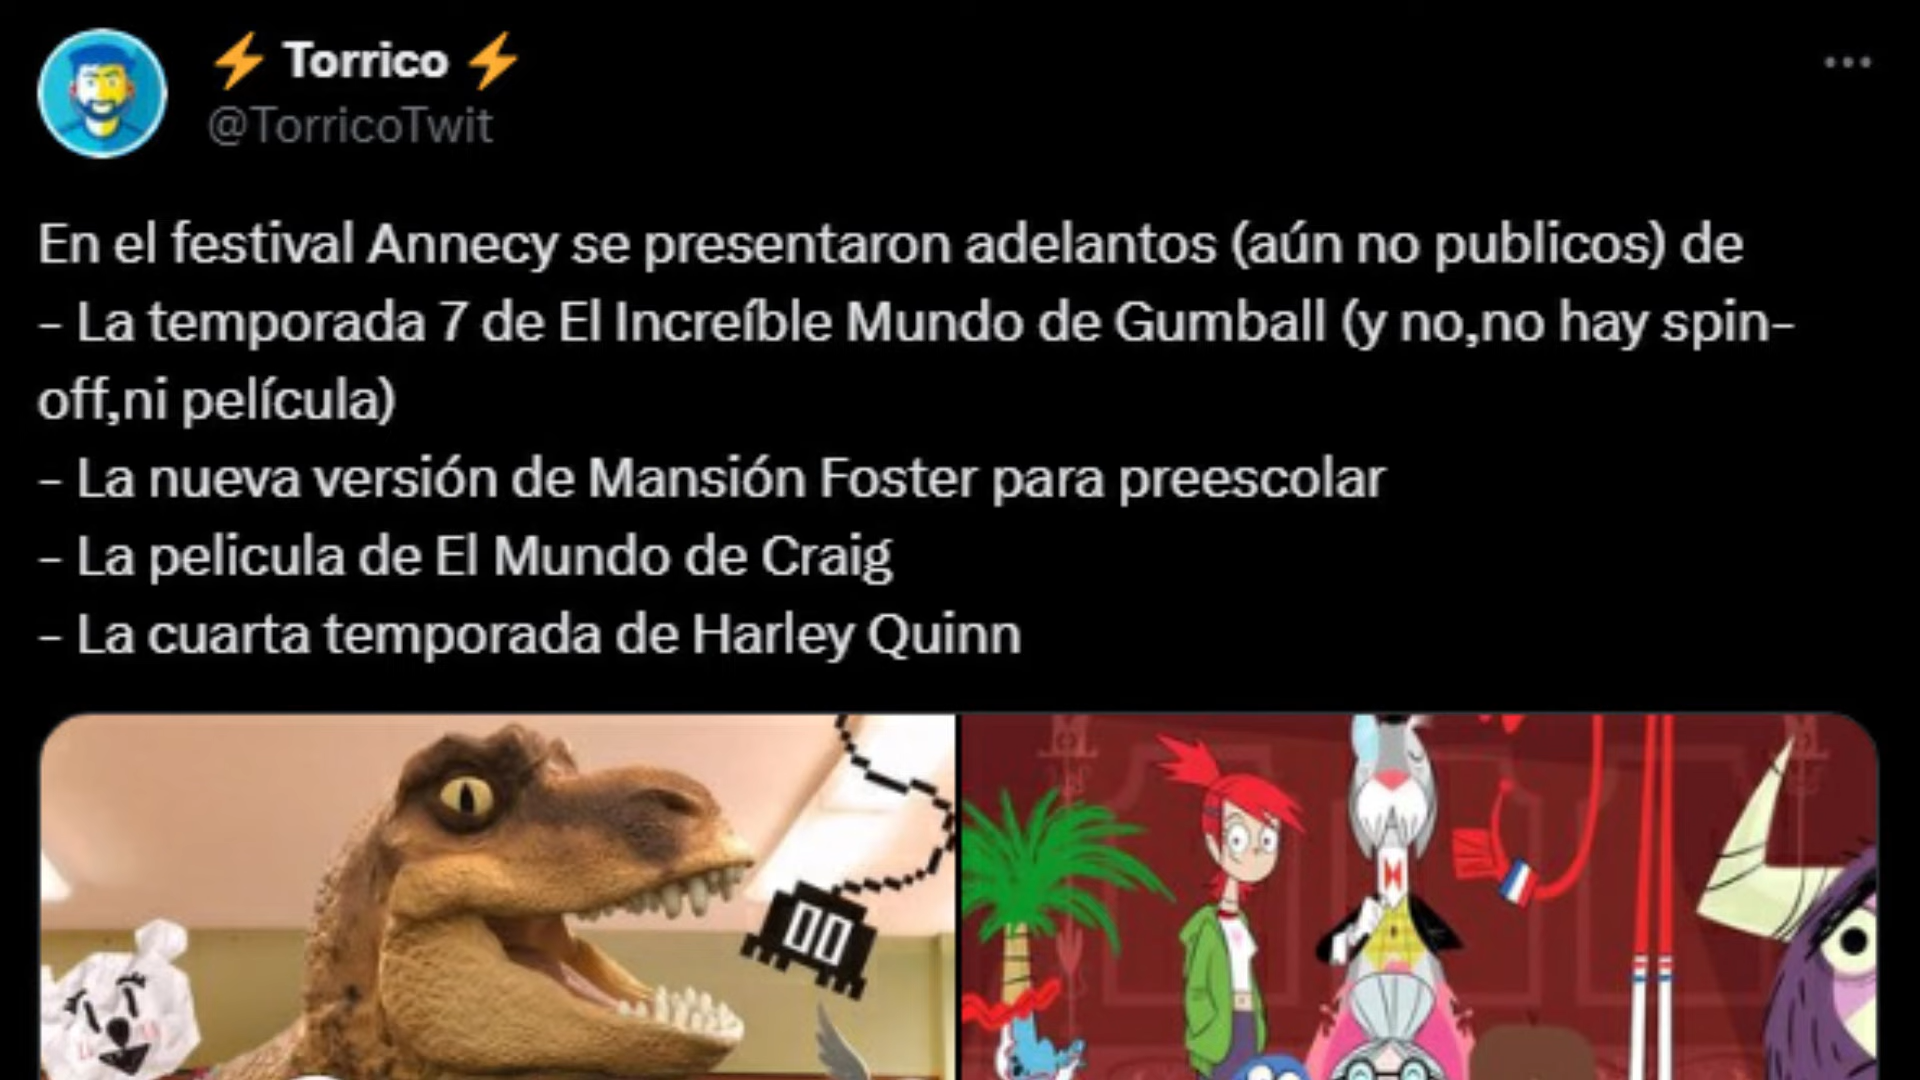 ⚡ Torrico ⚡
@TorricoTwit
En el festival Annecy se presentaron adelantos (aún no publicos) de
– La temporada 7 de El Increíble Mundo de Gumball (y no,no hay spin-
off,ni película)
– La nueva versión de Mansión Foster para preescolar
– La pelicula de El Mundo de Craig
– La cuarta temporada de Harley Quinn